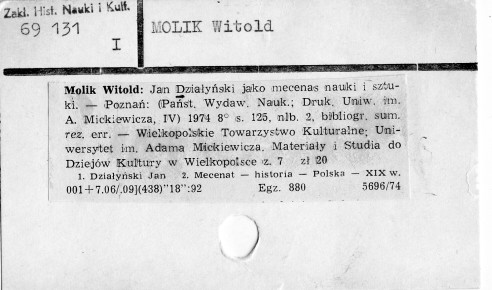 Zakł. Hist. Nauki i Kult.
69 131
I
MOLIK Witold
Molik Witold: Jan Działyński jako mecenas nauki i sztu-
ki. — Poznań: (Państ. Wydaw. Nauk.; Druk. Uniw. im.
A. Mickiewicza, IV) 1974 8° s. 125, nlb. 2, bibliogr. sum.
rez. err. — Wielkopolskie Towarzystwo Kulturalne; Uni-
wersytet im. Adama Mickiewicza, Materiały i Studia do
Dziejów Kultury w Wielkopolsce z. 7 zł 20
1. Działyński Jan 2. Mecenat — historia — Polska — XIX w.
001+7.06/.09](438)"18":92 Egz. 880 5696/74